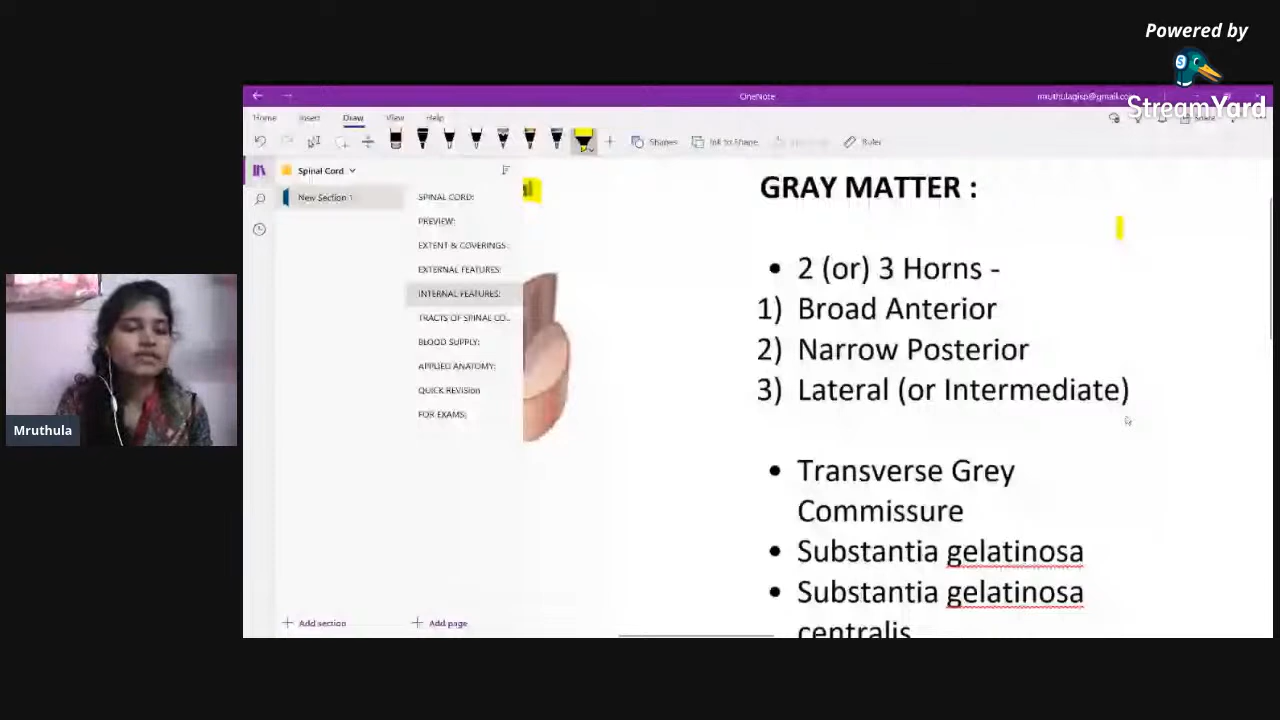 Powered by
StreamYard
OneNote
Home Insert Draw View Help
Shapes Ink to Shape Ruler
Spinal Cord
New Section 1
SPINAL CORD:
PREVIEW:
EXTENT & COVERINGS..
EXTERNAL FEATURES:
INTERNAL FEATURES:
TRACTS OF SPINAL CO...
BLOOD SUPPLY:
APPLIED ANATOMY:
QUICK REVISION
FOR EXAMS:
Add section
Add page
GRAY MATTER :
• 2 (or) 3 Horns -
1) Broad Anterior
2) Narrow Posterior
3) Lateral (or Intermediate)
• Transverse Grey
Commissure
• Substantia gelatinosa
• Substantia gelatinosa
centralis
Mruthula